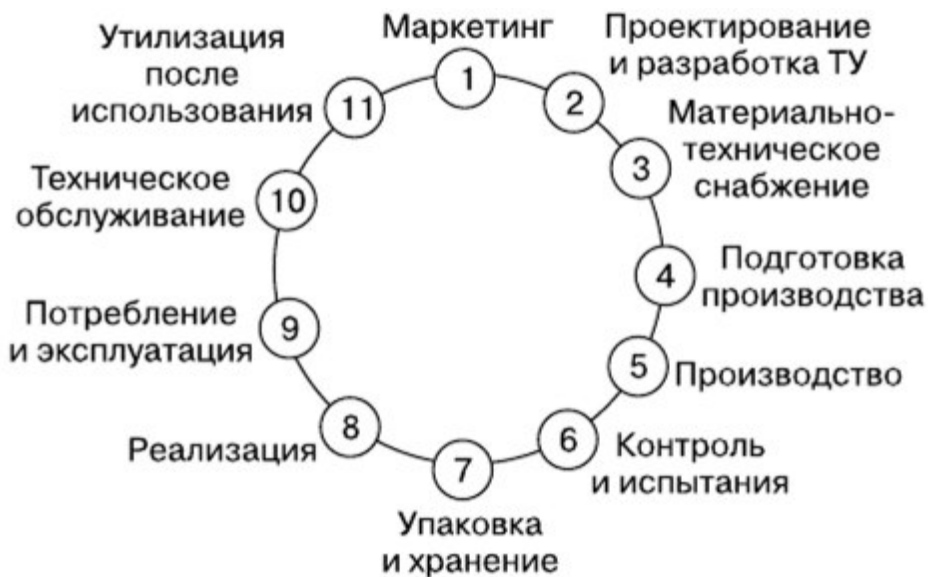 Маркетинг
1
Проектирование
и разработка ТУ
2
Материально-
техническое
снабжение
3
Подготовка
производства
4
Производство
5
Контроль
и испытания
6
Упаковка
и хранение
7
Реализация
8
Потребление
и эксплуатация
9
Техническое
обслуживание
10
Утилизация
после
использования
11